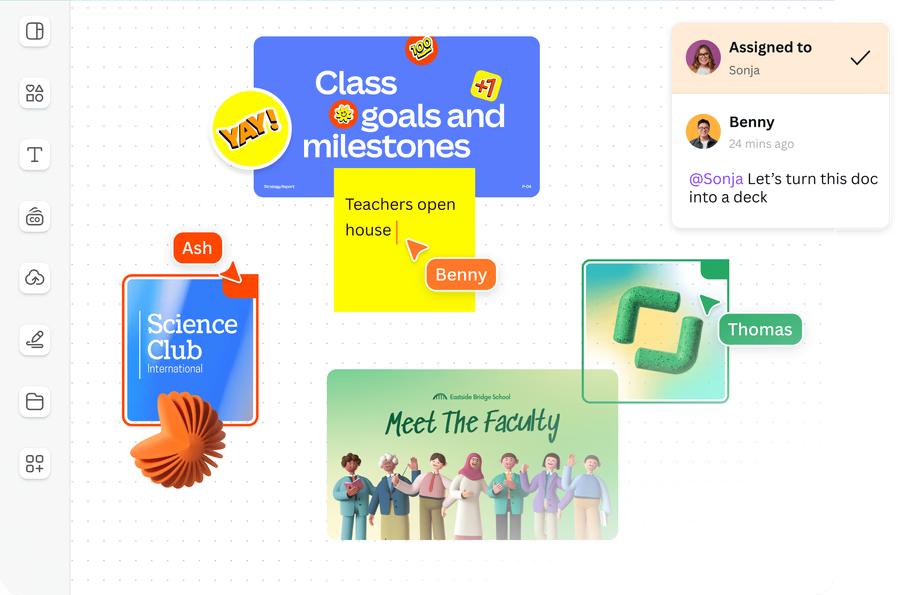 100
Class
+1
YAY!
goals and
milestones
Strategy Report
P-04
Teachers open
house
Benny
Ash
Science
Club
International
Thomas
Eastside Bridge School
Meet The Faculty
Assigned to
Sonja
Benny
24 mins ago
@Sonja Let’s turn this doc
into a deck
T
CO